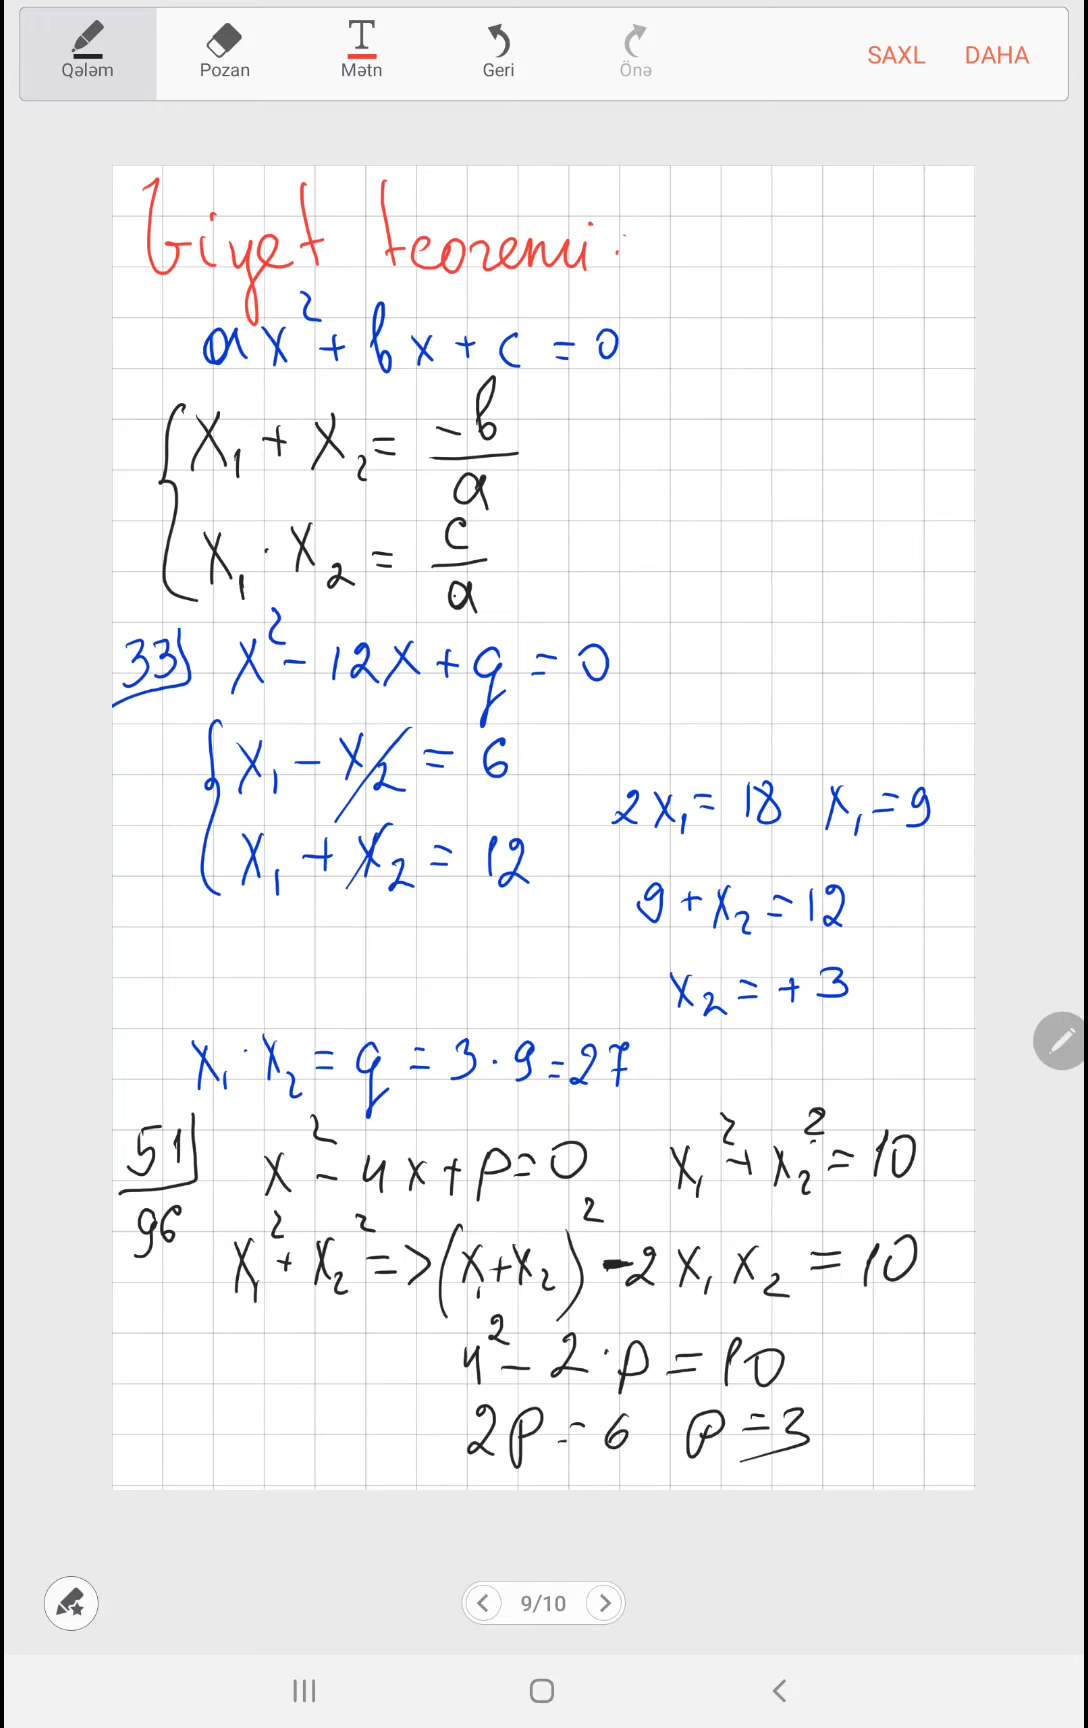 Qələm Pozan Mətn Geri Önə SAXL DAHA
Viyet teoremi:
ax² + bx + c = 0
x₁ + x₂ = -b/a
x₁ · x₂ = c/a
33) x² - 12x + q = 0
x₁ - x₂ = 6
x₁ + x₂ = 12
2x₁ = 18 x₁ = 9
9 + x₂ = 12
x₂ = + 3
x₁ · x₂ = q = 3 · 9 = 27
51) x² - 4x + p = 0 x₁² + x₂² = 10
96
x₁² + x₂² => (x₁ + x₂)² - 2x₁x₂ = 10
4² - 2 · p = 10
2p = 6 p = 3
9/10